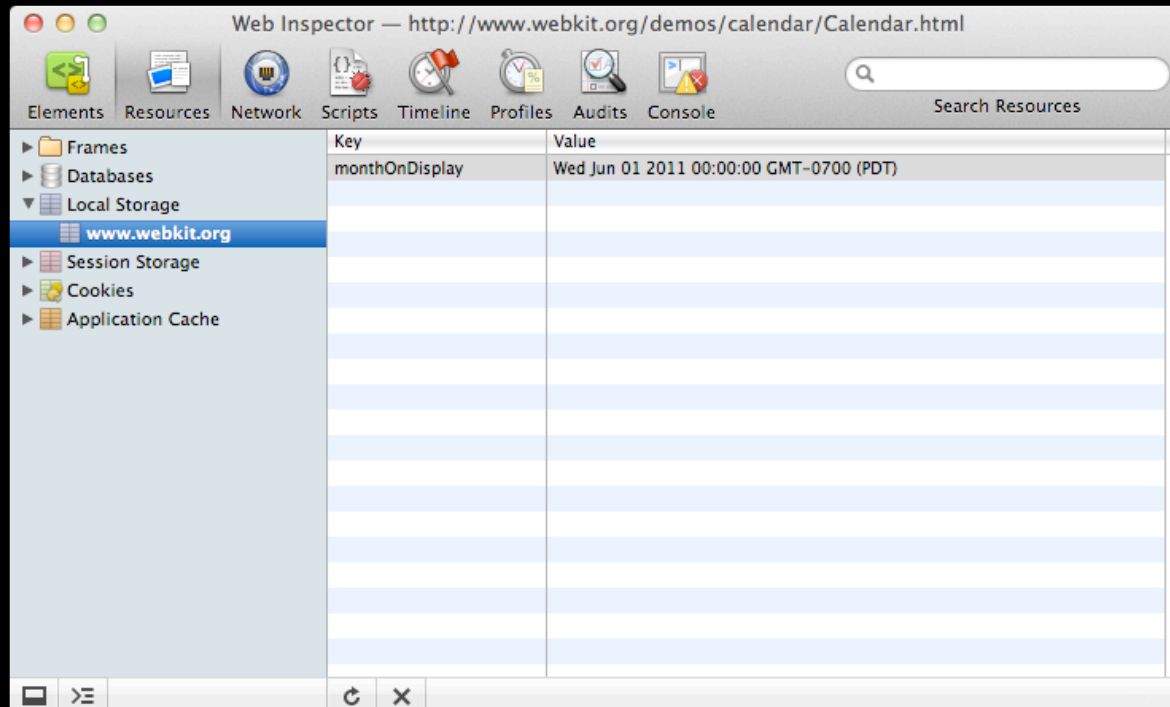 Web Inspector — http://www.webkit.org/demos/calendar/Calendar.html
Elements Resources Network Scripts Timeline Profiles Audits Console
Search Resources
Frames
Databases
Local Storage
www.webkit.org
Session Storage
Cookies
Application Cache
Key Value
monthOnDisplay Wed Jun 01 2011 00:00:00 GMT-0700 (PDT)